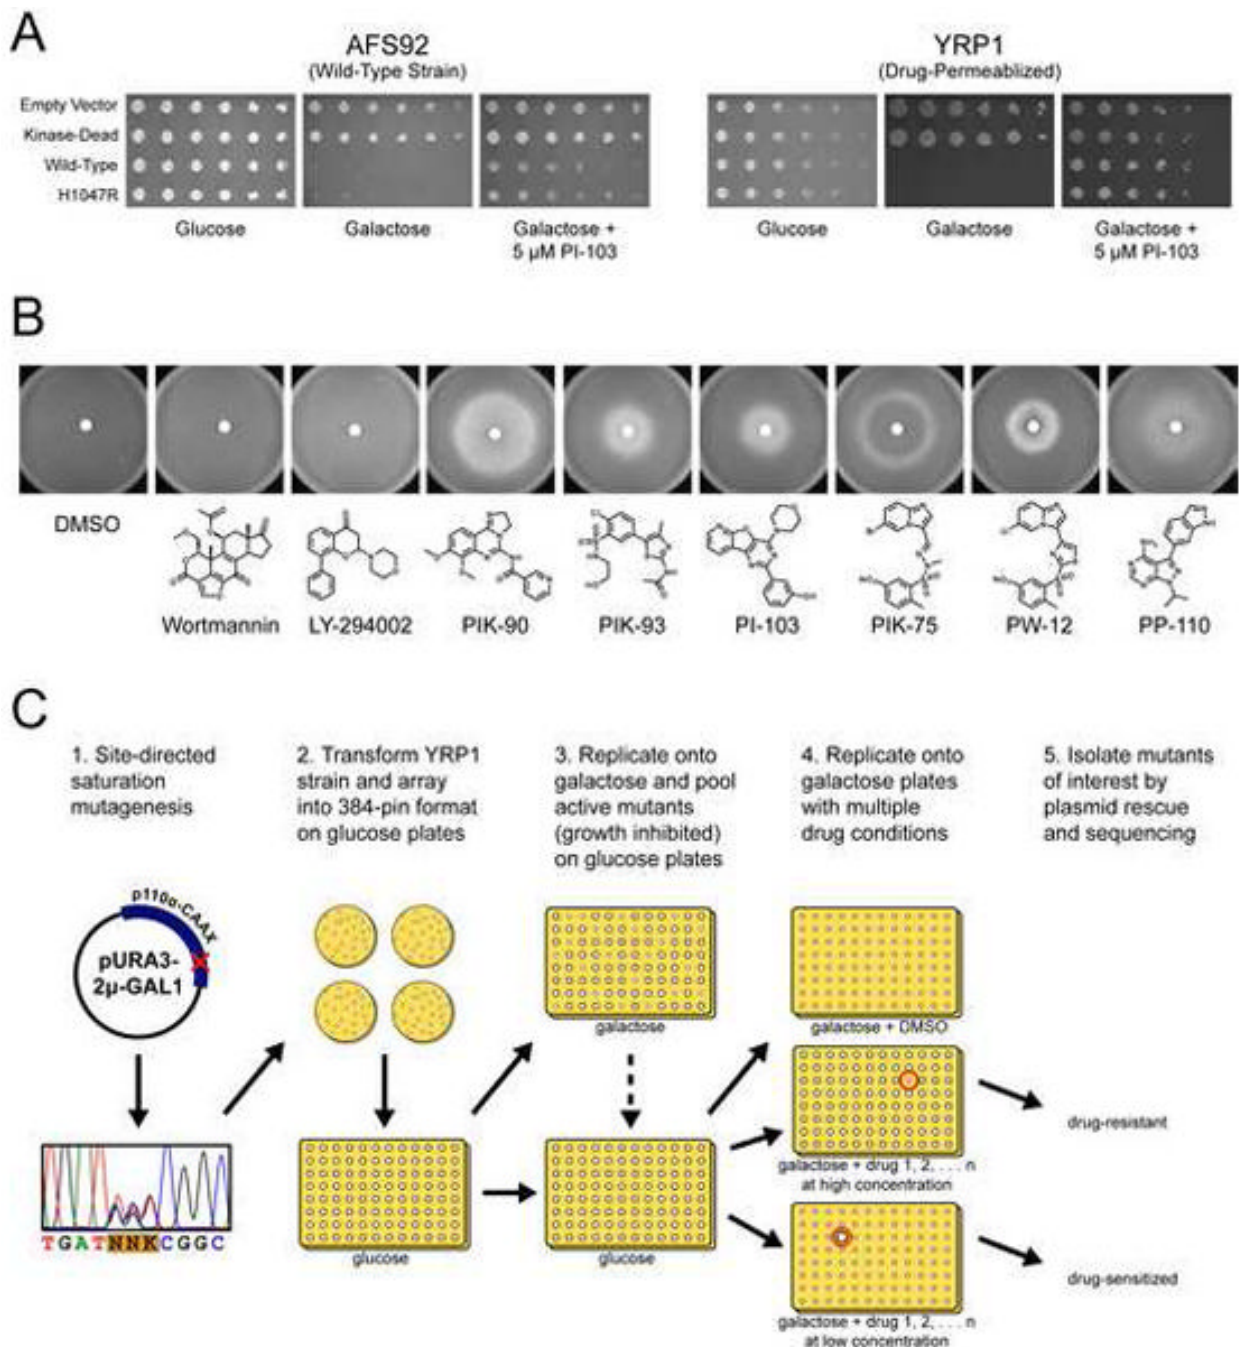 A
AFS92
(Wild-Type Strain)
YRP1
(Drug-Permeablized)
Empty Vector
Kinase-Dead
Wild-Type
H1047R
Glucose
Galactose
Galactose +
5 µM PI-103
Glucose
Galactose
Galactose +
5 µM PI-103
B
DMSO
Wortmannin
LY-294002
PIK-90
PIK-93
PI-103
PIK-75
PW-12
PP-110
C
1. Site-directed
saturation
mutagenesis
2. Transform YRP1
strain and array
into 384-pin format
on glucose plates
3. Replicate onto
galactose and pool
active mutants
(growth inhibited)
on glucose plates
4. Replicate onto
galactose plates
with multiple
drug conditions
5. Isolate mutants
of interest by
plasmid rescue
and sequencing
p110α-CAAX
pURA3-
2µ-GAL1
TGATNNKCGGC
glucose
galactose
glucose
galactose + DMSO
galactose + drug 1, 2, . . . . n
at high concentration
galactose + drug 1, 2, . . . . n
at low concentration
drug-resistant
drug-sensitized